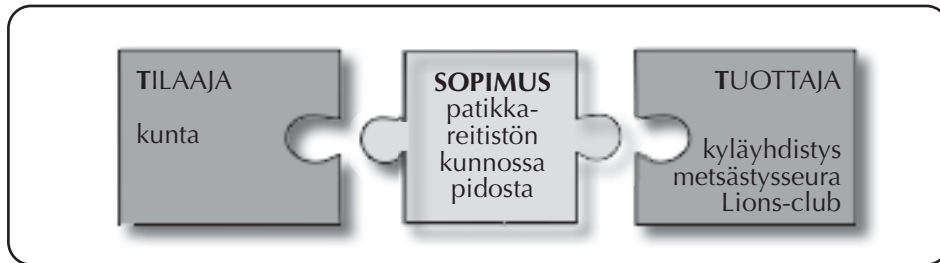 TILAAJA
kunta
SOPIMUS
patikka-
reitistön
kunnossa
pidosta
TUOTTAJA
kyläyhdistys
metsästysseura
Lions-club